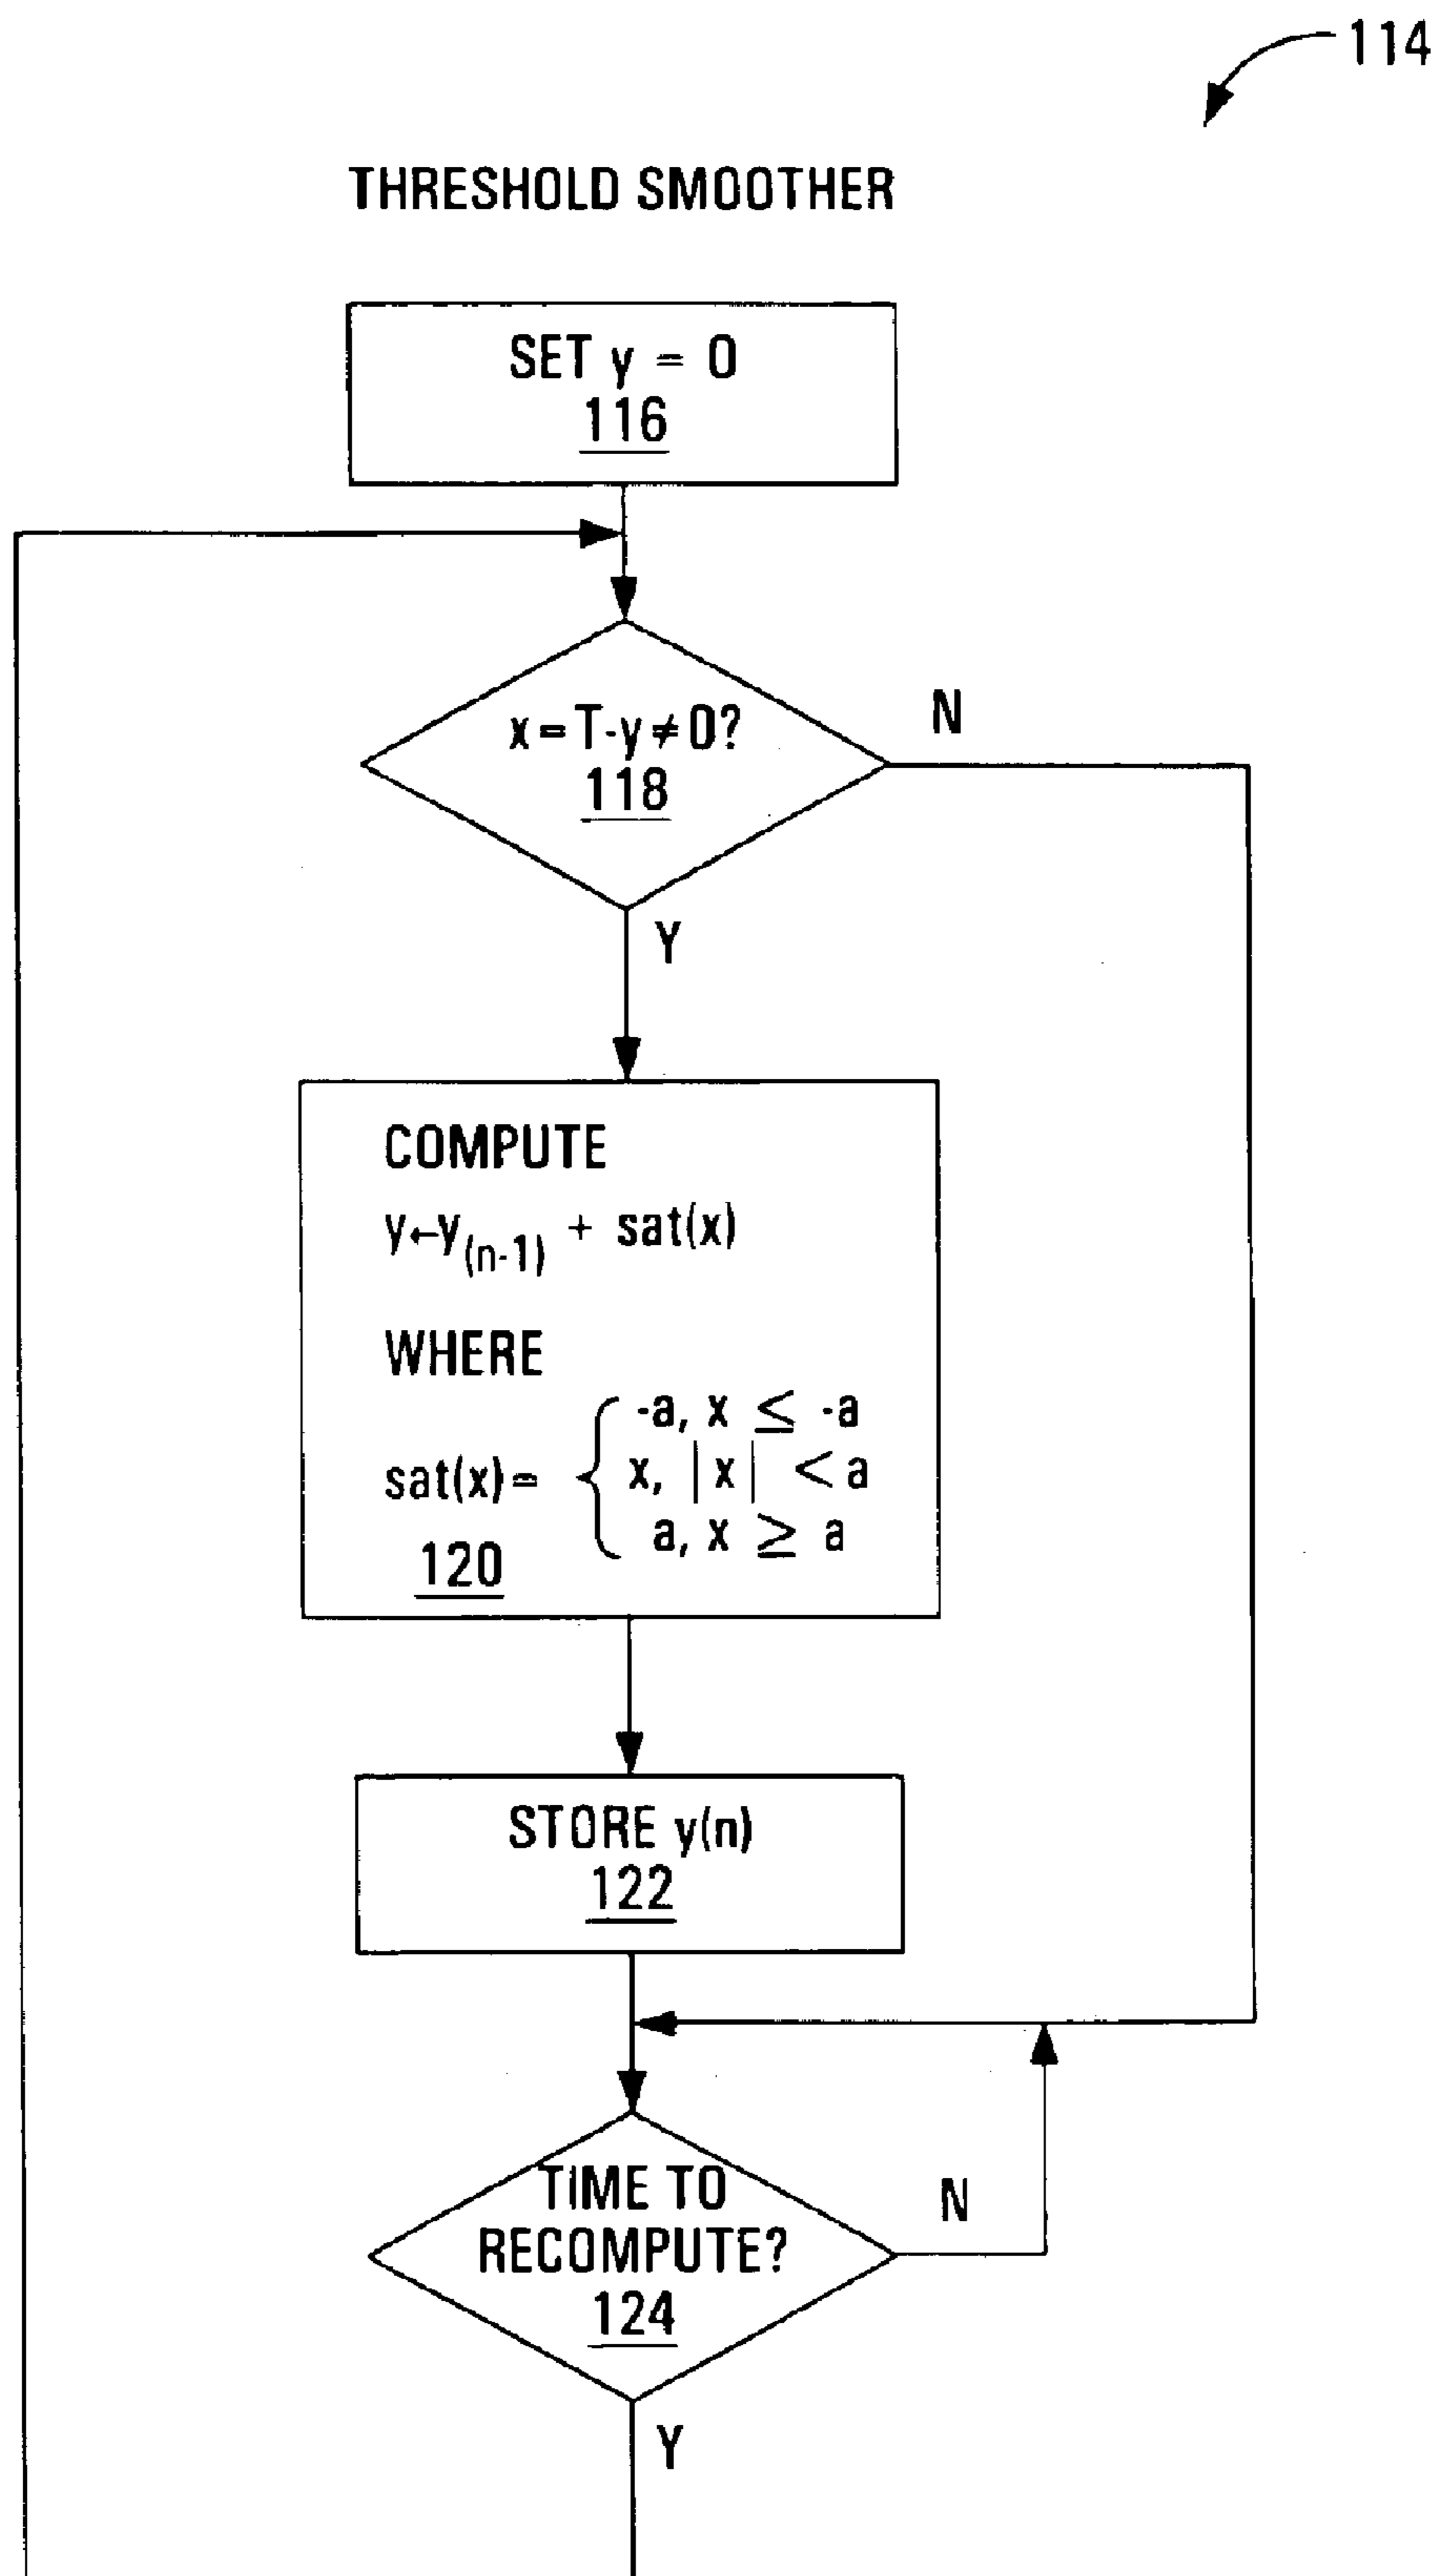 114
THRESHOLD SMOOTHER
SET y = 0
116
x = T-y ≠ 0?
118
N
Y
COMPUTE
y←y(n-1) + sat(x)
WHERE
-a, x ≤ -a
sat(x) = { x, |x| < a
a, x ≥ a
120
STORE y(n)
122
TIME TO
RECOMPUTE?
124
N
Y